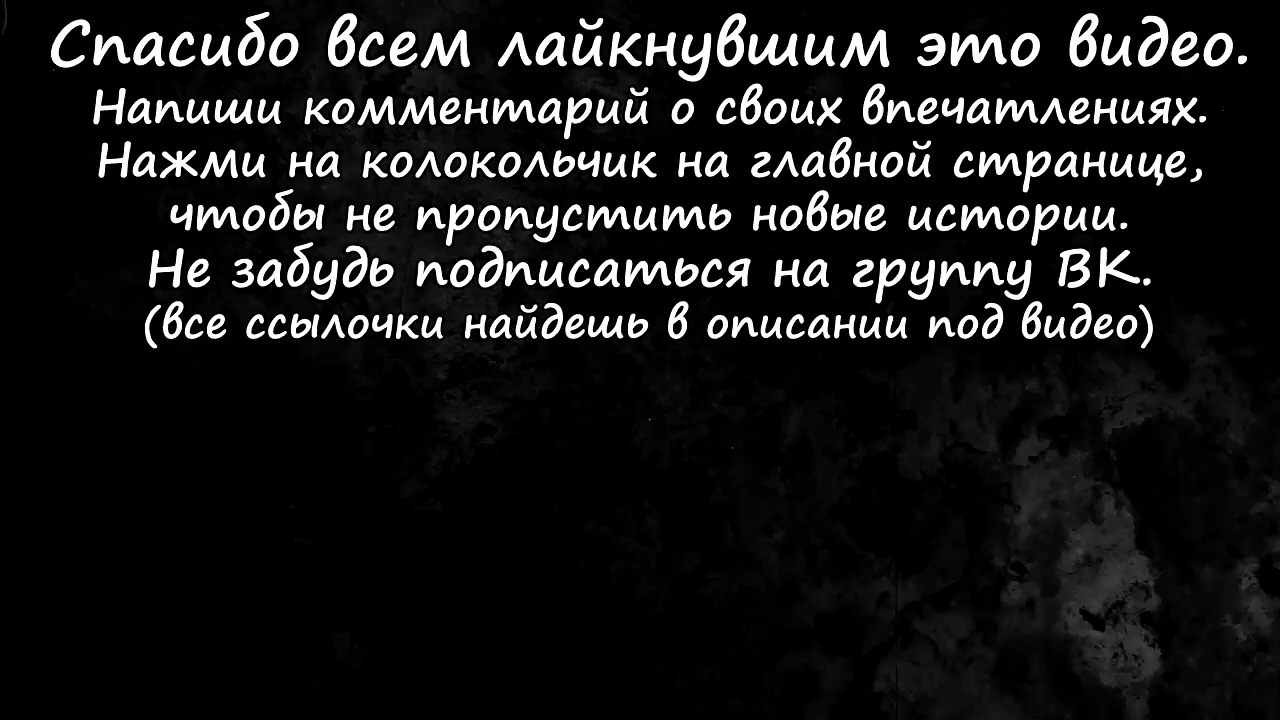 Спасибо всем лайкнувшим это видео.
Напиши комментарий о своих впечатлениях.
Нажми на колокольчик на главной странице,
чтобы не пропустить новые истории.
Не забудь подписаться на группу ВК.
(все ссылочки найдешь в описании под видео)